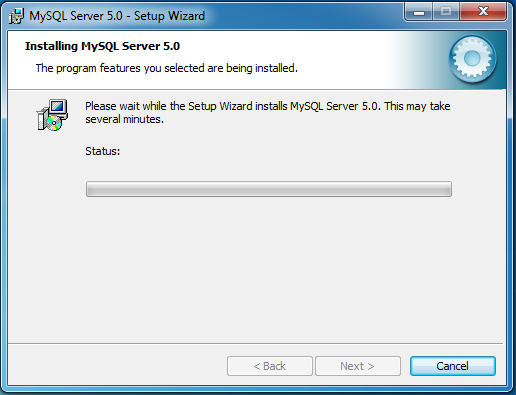 MySQL Server 5.0 - Setup Wizard
Installing MySQL Server 5.0
The program features you selected are being installed.
Please wait while the Setup Wizard installs MySQL Server 5.0. This may take
several minutes.
Status:
< Back
Next >
Cancel